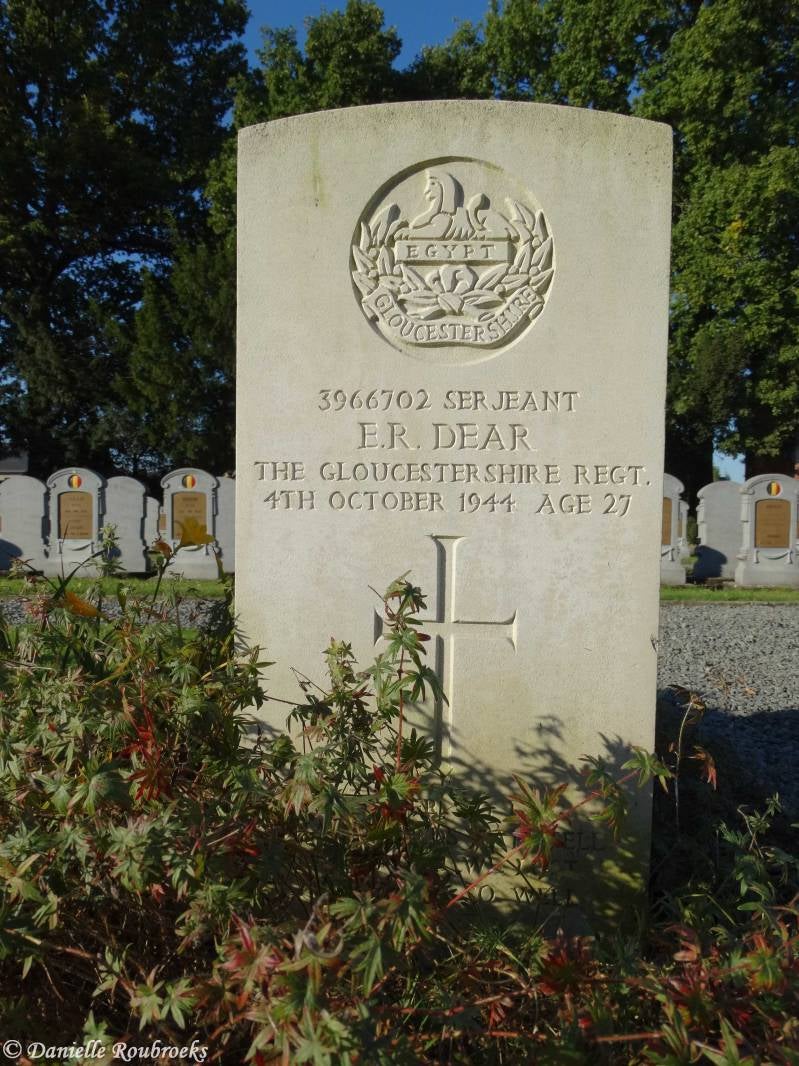 EGYPT
GLOUCESTERSHIRE
3966702 SERJEANT
E.R. DEAR
THE GLOUCESTERSHIRE REGT.
4TH OCTOBER 1944 AGE 27
© Danielle Roubroeks